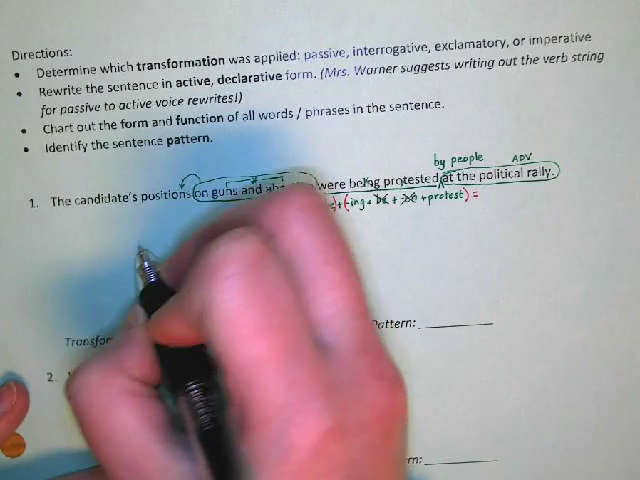 Directions:
• Determine which transformation was applied: passive, interrogative, exclamatory, or imperative
• Rewrite the sentence in active, declarative form. (Mrs. Warner suggests writing out the verb string
for passive to active voice rewrites!)
• Chart out the form and function of all words / phrases in the sentence.
• Identify the sentence pattern.
by people ADV
1. The candidate's positions on guns and were being protested at the political rally.
+(-ing + be + protest) =
Pattern:
2.